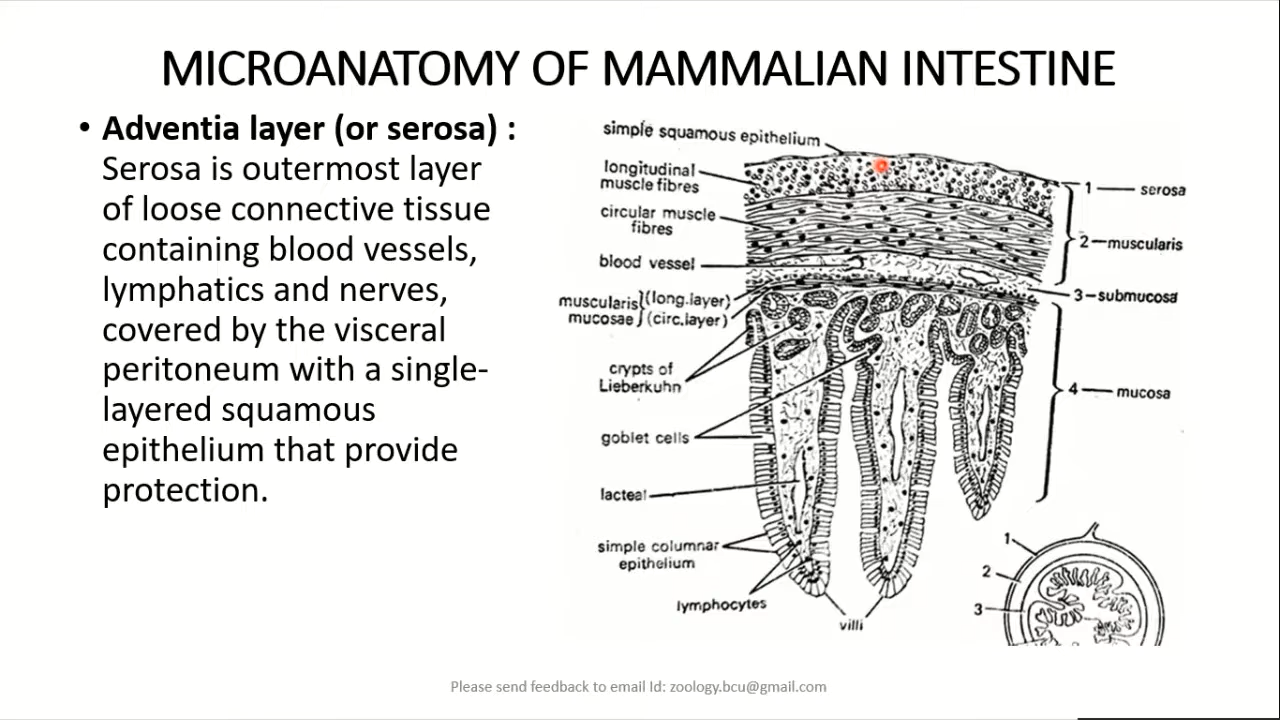 MICROANATOMY OF MAMMALIAN INTESTINE
• Adventia layer (or serosa) :
Serosa is outermost layer
of loose connective tissue
containing blood vessels,
lymphatics and nerves,
covered by the visceral
peritoneum with a single-
layered squamous
epithelium that provide
protection.
simple squamous epithelium
longitudinal
muscle fibres
circular muscle
fibres
blood vessel
muscularis (long.layer)
mucosae (circ.layer)
crypts of
Lieberkuhn
goblet cells
lacteal
simple columnar
epithelium
lymphocytes
villi
1 serosa
2 muscularis
3 submucosa
4 mucosa
1
2
3
Please send feedback to email Id: zoology.bcu@gmail.com